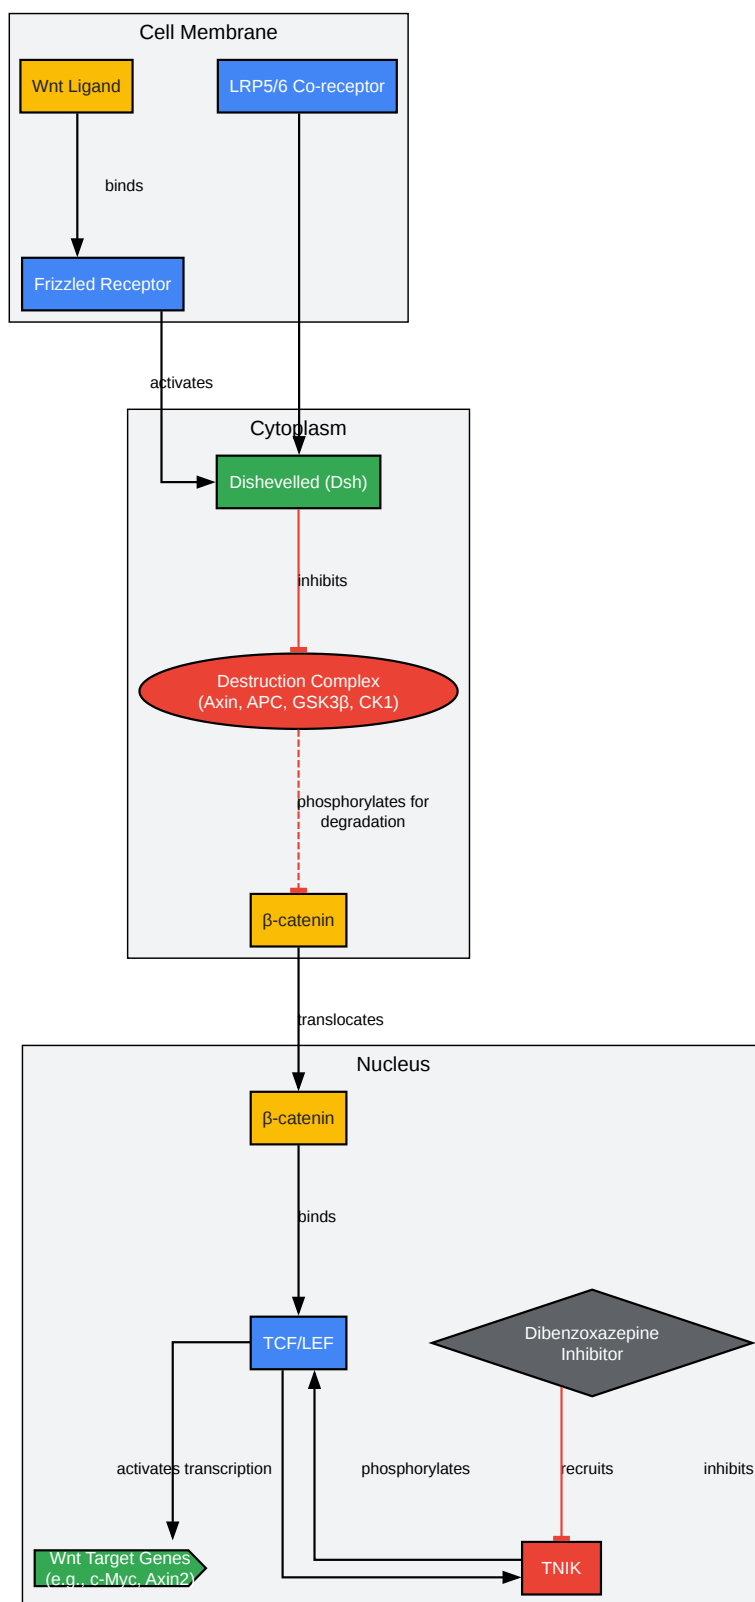 Cell Membrane
Wnt Ligand
LRP5/6 Co-receptor
binds
Frizzled Receptor
activates
Cytoplasm
Dishevelled (Dsh)
inhibits
Destruction Complex
(Axin, APC, GSK3β, CK1)
phosphorylates for
degradation
β-catenin
translocates
Nucleus
β-catenin
binds
TCF/LEF
Dibenzoxazepine
Inhibitor
activates transcription
phosphorylates
recruits
inhibits
Wnt Target Genes
(e.g., c-Myc, Axin2)
TNIK